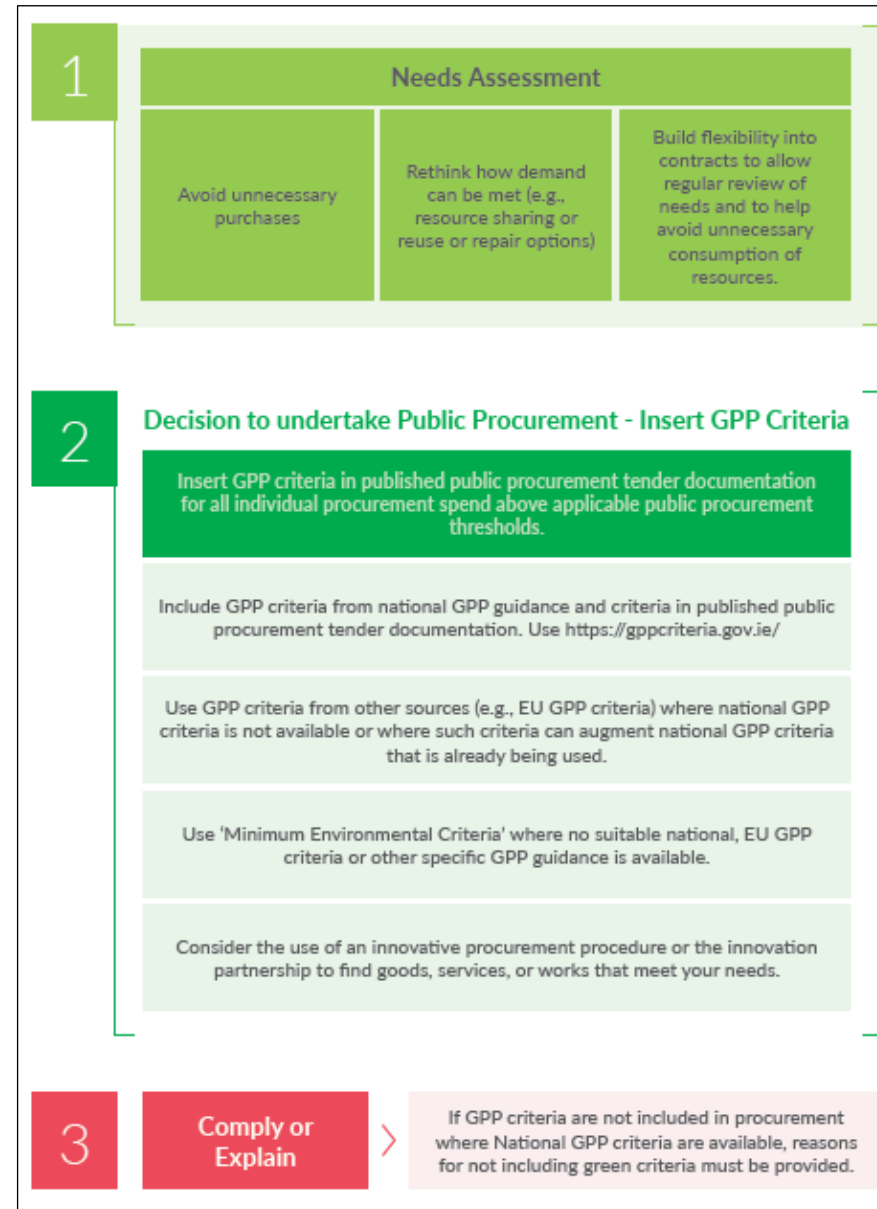 1
Needs Assessment
Avoid unnecessary
purchases
Rethink how demand
can be met (e.g.,
resource sharing or
reuse or repair options)
Build flexibility into
contracts to allow
regular review of
needs and to help
avoid unnecessary
consumption of
resources.
2
Decision to undertake Public Procurement - Insert GPP Criteria
Insert GPP criteria in published public procurement tender documentation
for all individual procurement spend above applicable public procurement
thresholds.
Include GPP criteria from national GPP guidance and criteria in published public
procurement tender documentation. Use https://gppcriteria.gov.ie/
Use GPP criteria from other sources (e.g., EU GPP criteria) where national GPP
criteria is not available or where such criteria can augment national GPP criteria
that is already being used.
Use ‘Minimum Environmental Criteria’ where no suitable national, EU GPP
criteria or other specific GPP guidance is available.
Consider the use of an innovative procurement procedure or the innovation
partnership to find goods, services, or works that meet your needs.
3
Comply or
Explain
If GPP criteria are not included in procurement
where National GPP criteria are available, reasons
for not including green criteria must be provided.